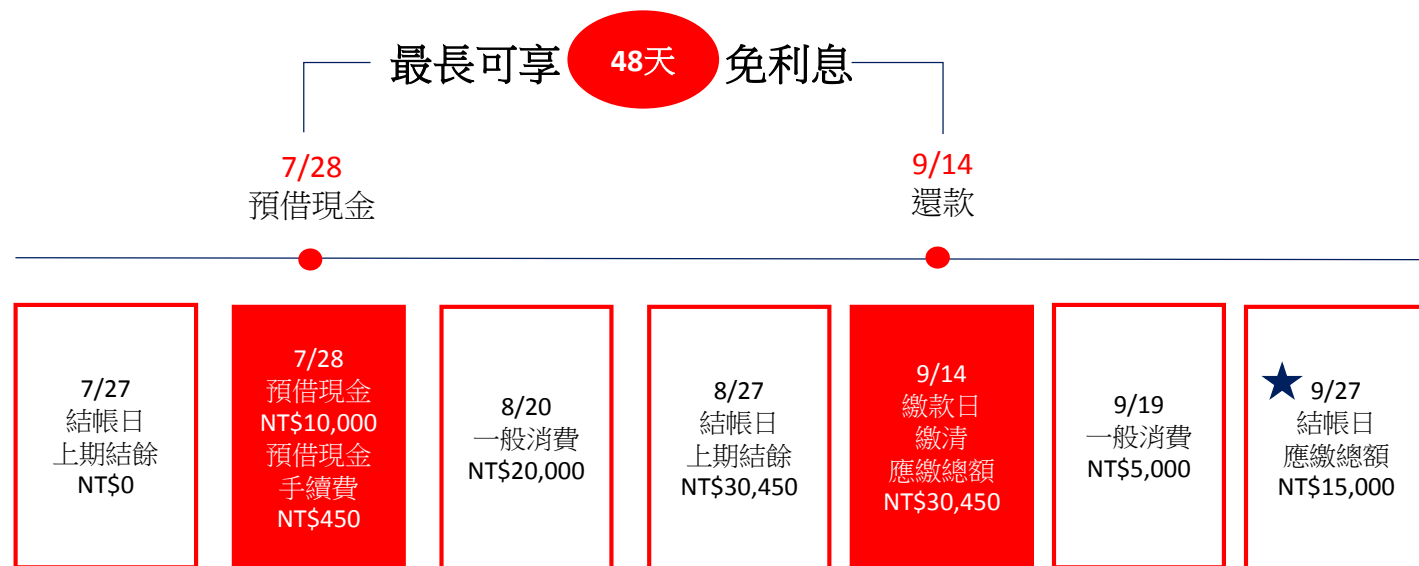 最長可享 48天 免利息
7/28
預借現金
9/14
還款
7/27
結帳日
上期結餘
NT$0
7/28
預借現金
NT$10,000
預借現金
手續費
NT$450
8/20
一般消費
NT$20,000
8/27
結帳日
上期結餘
NT$30,450
9/14
繳款日
繳清
應繳總額
NT$30,450
9/19
一般消費
NT$5,000
9/27
結帳日
應繳總額
NT$15,000